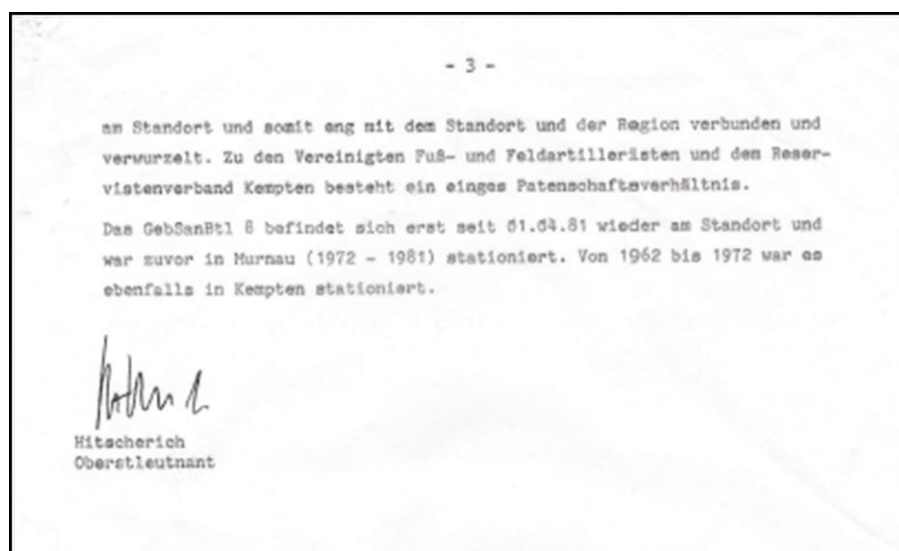 - 3 -
am Standort und somit eng mit dem Standort und der Region verbunden und
verwurzelt. Zu den Vereinigten Fuß- und Feldartilleristen und dem Reser-
vistenverband Kempten besteht ein einges Patenschaftsverhältnis.
Das GebSanBtl 8 befindet sich erst seit 01.04.81 wieder am Standort und
war zuvor in Murnau (1972 - 1981) stationiert. Von 1962 bis 1972 war es
ebenfalls in Kempten stationiert.
Hitscherich
Oberstleutnant